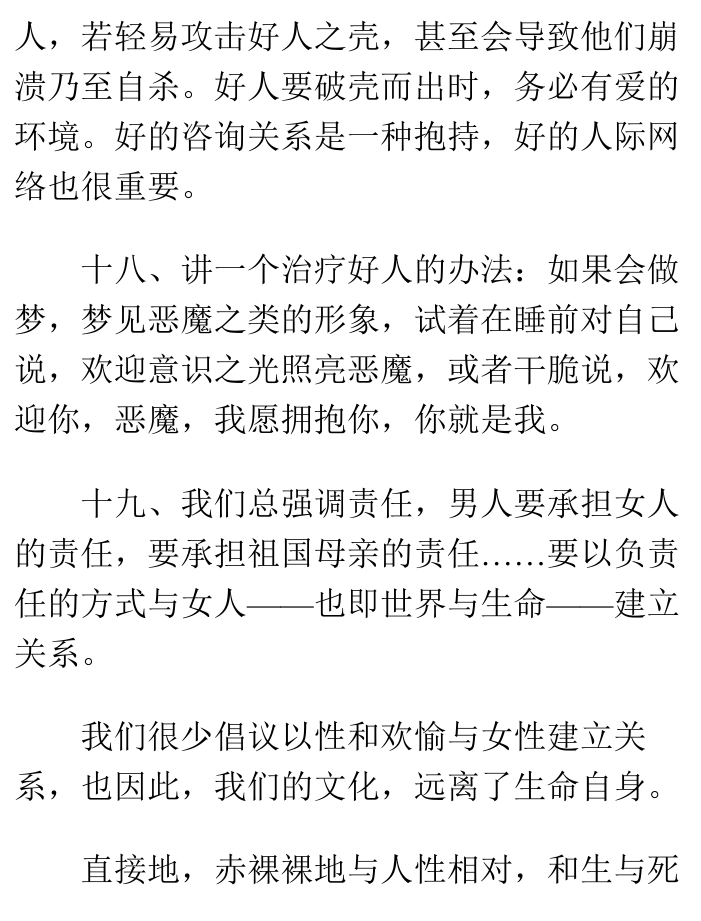 人，若轻易攻击好人之壳，甚至会导致他们崩
溃乃至自杀。好人要破壳而出时，务必有爱的
环境。好的咨询关系是一种抱持，好的人际网
络也很重要。
十八、讲一个治疗好人的办法：如果会做
梦，梦见恶魔之类的形象，试着在睡前对自己
说，欢迎意识之光照亮恶魔，或者干脆说，欢
迎你，恶魔，我愿拥抱你，你就是我。
十九、我们总强调责任，男人要承担女人
的责任，要承担祖国母亲的责任……要以负责
任的方式与女人——也即世界与生命——建立
关系。
我们很少倡议以性和欢愉与女性建立关
系，也因此，我们的文化，远离了生命自身。
直接地，赤裸裸地与人性相对，和生与死